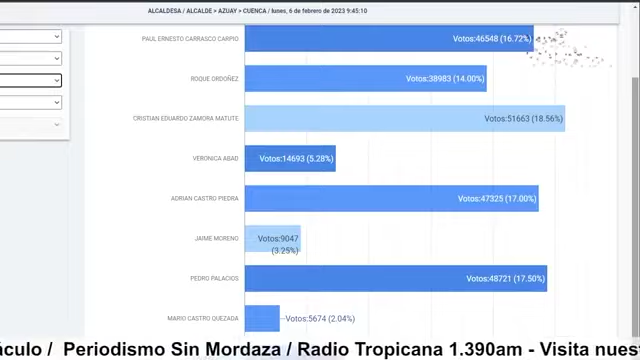 ALCALDESA / ALCALDE > AZUAY > CUENCA / lunes, 6 de febrero de 2023 9:45:10
PAUL ERNESTO CARRASCO CARPIO Votos:46548 (16.72%)
ROQUE ORDOÑEZ Votos:38983 (14.00%)
CRISTIAN EDUARDO ZAMORA MATUTE Votos:51663 (18.56%)
VERONICA ABAD Votos:14693 (5.28%)
ADRIAN CASTRO PIEDRA Votos:47325 (17.00%)
JAIME MORENO Votos:9047
(3.25%)
PEDRO PALACIOS Votos:48721 (17.50%)
MARIO CASTRO QUEZADA Votos:5674 (2.04%)
áculo / Periodismo Sin Mordaza / Radio Tropicana 1.390am - Visita nues